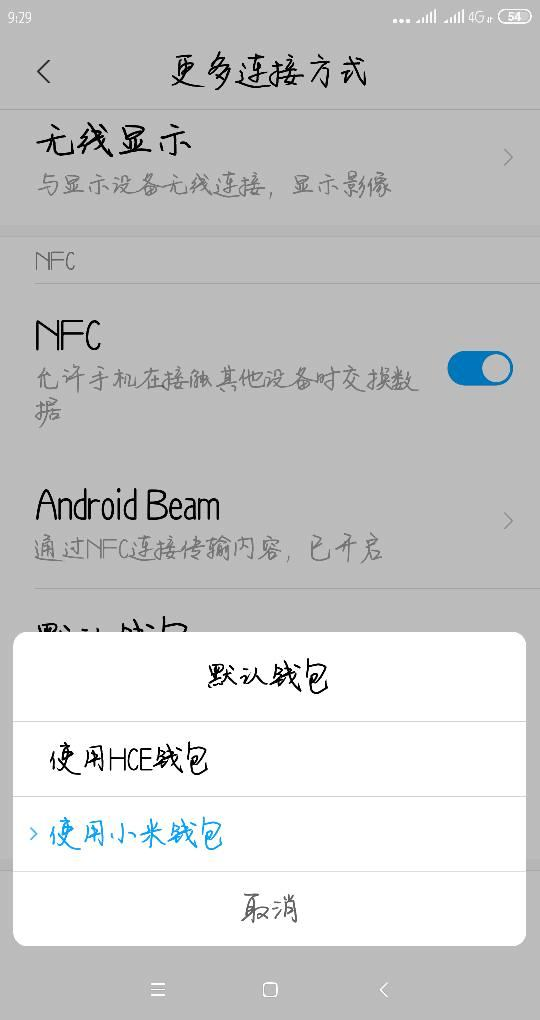 9:29
4G
54
更多连接方式
无线显示
与显示设备无线连接，显示影像
NFC
NFC
允许手机在接触其他设备时交换数
据
Android Beam
通过NFC连接传输内容，已开启
默认钱包
默认钱包
使用HCE钱包
使用小米钱包
取消